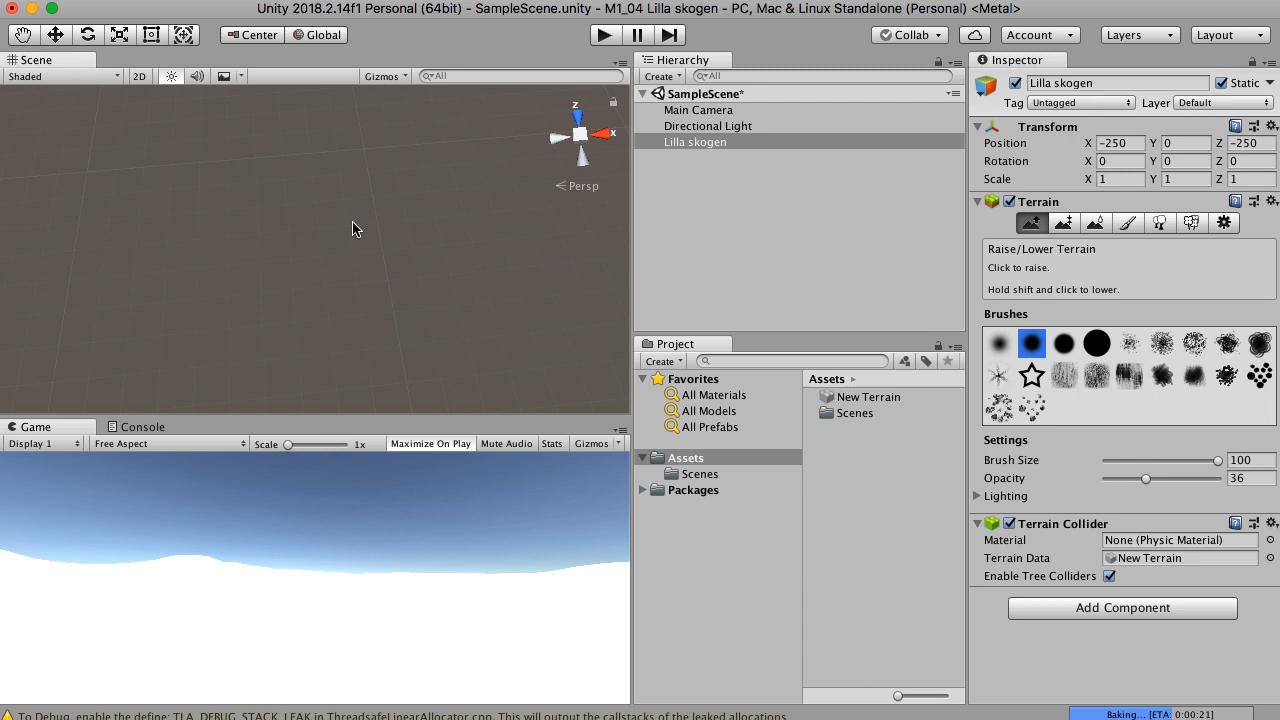 Unity 2018.2.14f1 Personal (64bit) - SampleScene.unity - M1_04 Lilla skogen - PC, Mac & Linux Standalone (Personal) <Metal>
Center Global Collab Account Layers Layout
Scene
Shaded 2D Gizmos All
z
x
Persp
Game Console
Display 1 Free Aspect Scale 1x Maximize On Play Mute Audio Stats Gizmos
Hierarchy
Create All
SampleScene*
Main Camera
Directional Light
Lilla skogen
Project
Create
Favorites
All Materials
All Models
All Prefabs
Assets
Scenes
Packages
Assets
New Terrain
Scenes
Inspector
Lilla skogen Static
Tag Untagged Layer Default
Transform
Position X -250 Y 0 Z -250
Rotation X 0 Y 0 Z 0
Scale X 1 Y 1 Z 1
Terrain
Raise/Lower Terrain
Click to raise.
Hold shift and click to lower.
Brushes
Settings
Brush Size 100
Opacity 36
Lighting
Terrain Collider
Material None (Physic Material)
Terrain Data New Terrain
Enable Tree Colliders
Add Component
To Debug, enable the define: TLA_DEBUG_STACK_LEAK in ThreadsafeLinearAllocator.cpp. This will output the callstacks of the leaked allocations
Baking... [ETA: 0:00:21]